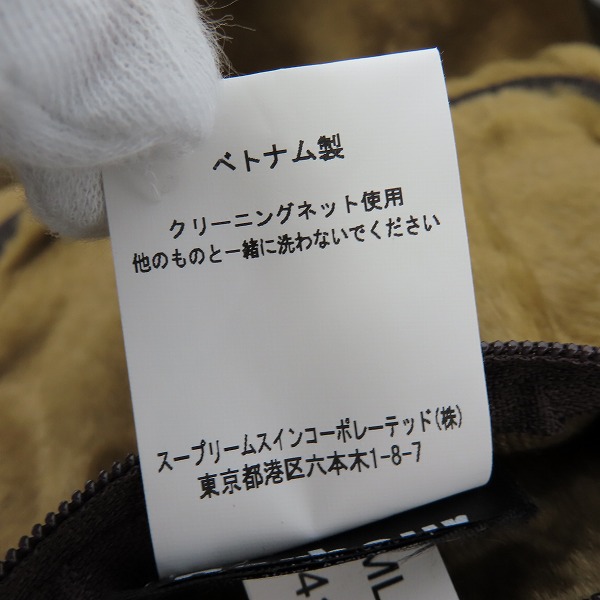 ベトナム製
クリーニングネット使用
他のものと一緒に洗わないでください
スープリームスインコーポレーテッド(株)
東京都港区六本木1-8-7
ML